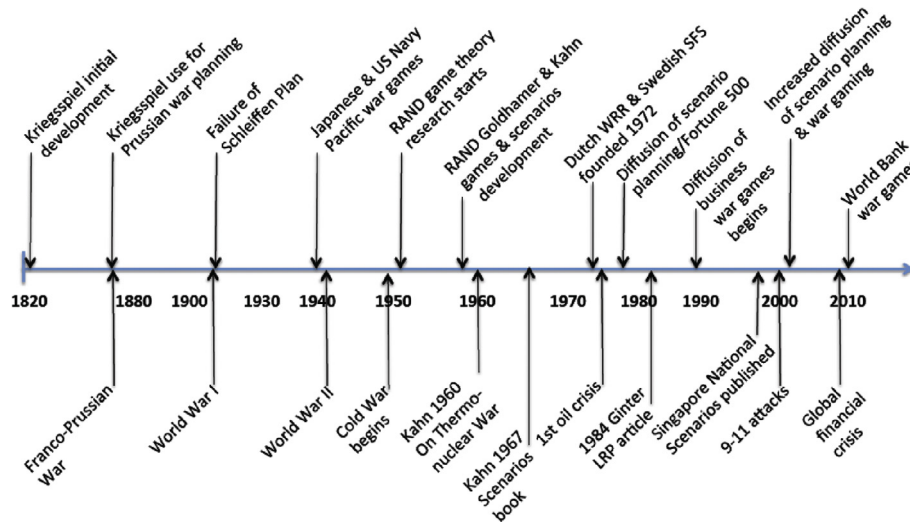 Kriegsspiel initial
development
Kriegsspiel use for
Prussian war planning
Failure of
Schleiffen Plan
Japanese & US Navy
Pacific war games
RAND game theory
research starts
RAND Goldhamer & Kahn
games & scenarios
development
Dutch WRR & Swedish SFS
founded 1972
Diffusion of scenario
planning/Fortune 500
Diffusion of
business
war games
begins
Increased diffusion
of scenario planning
& war gaming
World Bank
war game
1820 1880 1900 1930 1940 1950 1960 1970 1980 1990 2000 2010
Franco-Prussian
War
World War I
World War II
Cold War
begins
Kahn 1960
On Thermo-
nuclear War
Kahn 1967
Scenarios
book
1st oil crisis
1984 Ginter
LRP article
Singapore National
Scenarios published
9-11 attacks
Global
financial
crisis